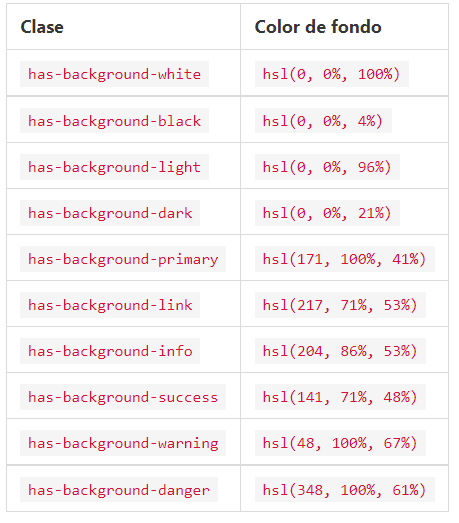 Clase Color de fondo
has-background-white hsl(0, 0%, 100%)
has-background-black hsl(0, 0%, 4%)
has-background-light hsl(0, 0%, 96%)
has-background-dark hsl(0, 0%, 21%)
has-background-primary hsl(171, 100%, 41%)
has-background-link hsl(217, 71%, 53%)
has-background-info hsl(204, 86%, 53%)
has-background-success hsl(141, 71%, 48%)
has-background-warning hsl(48, 100%, 67%)
has-background-danger hsl(348, 100%, 61%)